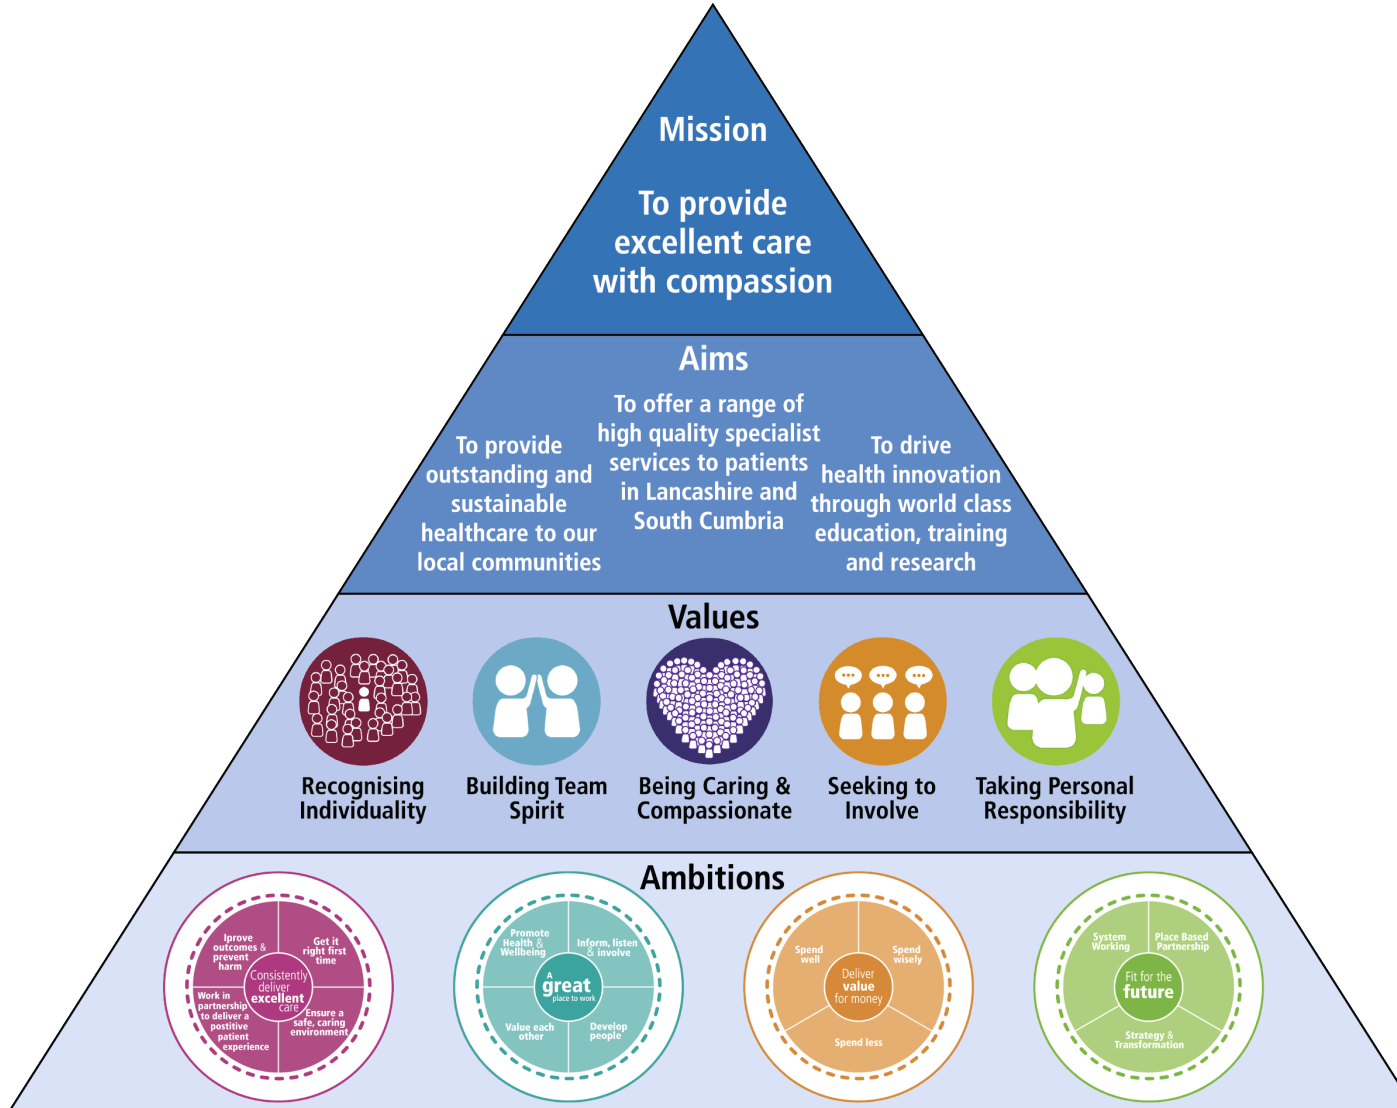 Mission
To provide
excellent care
with compassion
Aims
To provide
outstanding and
sustainable
healthcare to our
local communities
To offer a range of
high quality specialist
services to patients
in Lancashire and
South Cumbria
To drive
health innovation
through world class
education, training
and research
Values
Recognising
Individuality
Building Team
Spirit
Being Caring &
Compassionate
Seeking to
Involve
Taking Personal
Responsibility
Ambitions
Iprove
outcomes &
prevent
harm
Get it
right first
time
Consistently
deliver
excellent
care
Work in
partnership
to deliver a
postitive
patient
experience
Ensure a
safe, caring
environment
Promote
Health &
Wellbeing
Inform, listen
& involve
A
great
place to work
Value each
other
Develop
people
Spend
well
Spend
wisely
Deliver
value
for money
Spend less
System
Working
Place Based
Partnership
Fit for the
future
Strategy &
Transformation